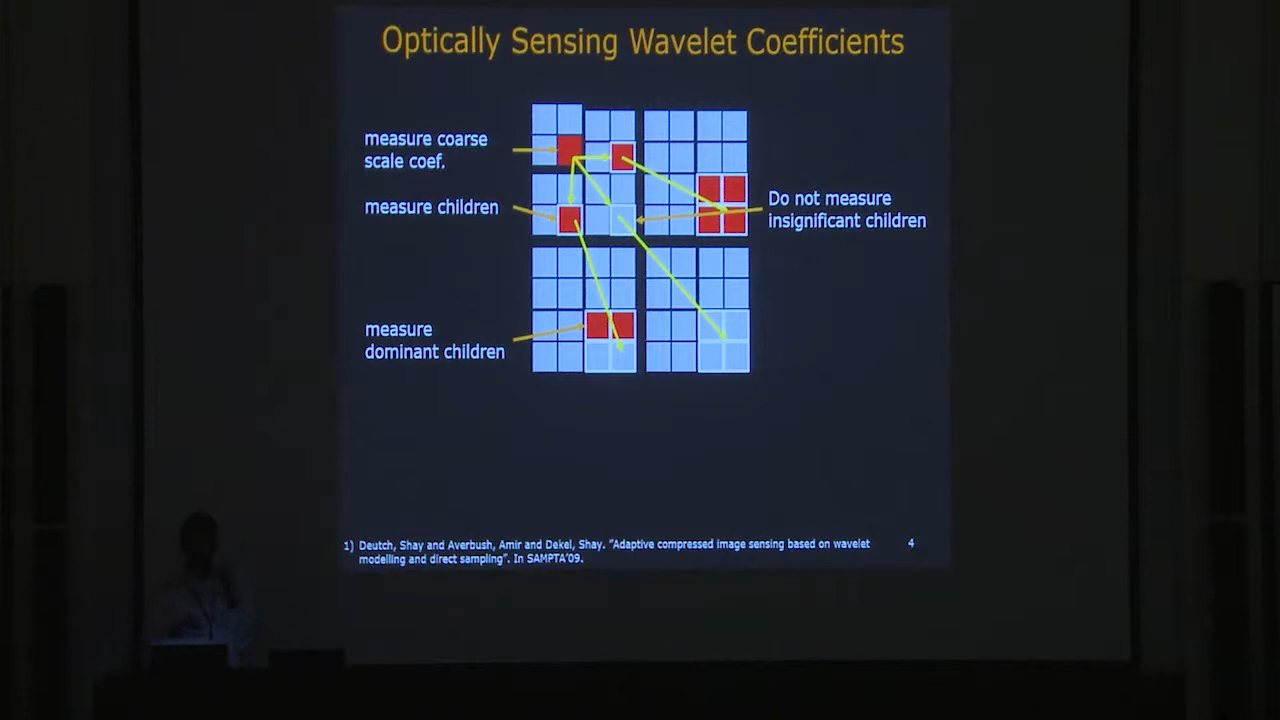 Optically Sensing Wavelet Coefficients
measure coarse
scale coef.
measure children
Do not measure
insignificant children
measure
dominant children
1) Deutch, Shay and Averbush, Amir and Dekel, Shay. "Adaptive compressed image sensing based on wavelet
modelling and direct sampling". In SAMPTA'09.
4